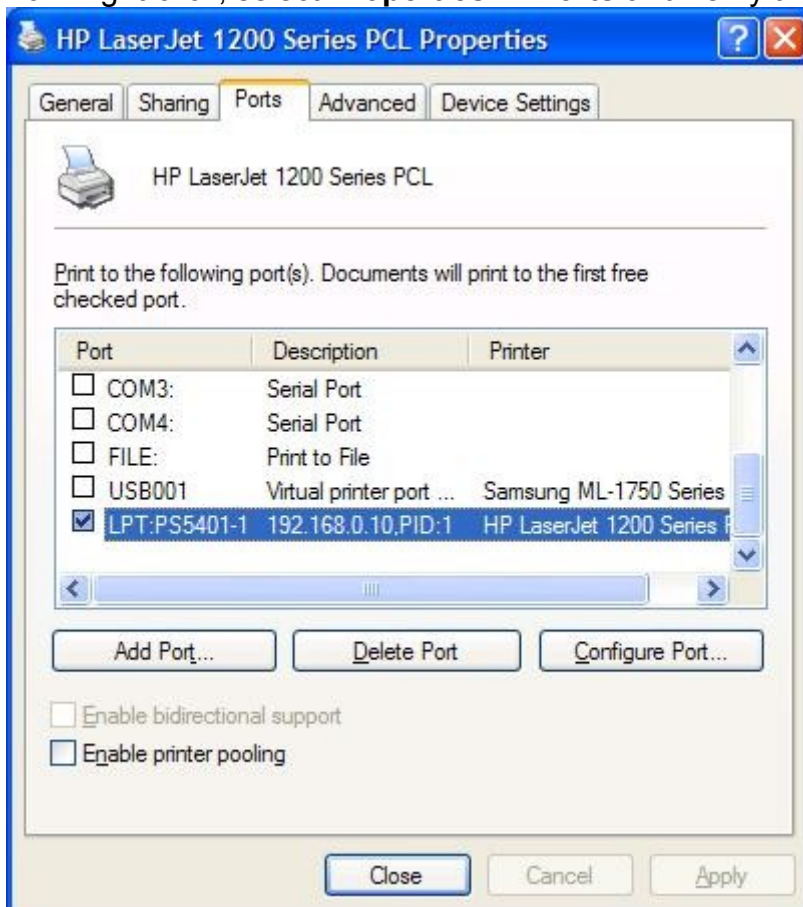 HP LaserJet 1200 Series PCL Properties
General Sharing Ports Advanced Device Settings
HP LaserJet 1200 Series PCL
Print to the following port(s). Documents will print to the first free
checked port.
Port Description Printer
COM3: Serial Port
COM4: Serial Port
FILE: Print to File
USB001 Virtual printer port ... Samsung ML-1750 Series
LPT:PS5401-1 192.168.0.10,PID:1 HP LaserJet 1200 Series
Add Port... Delete Port Configure Port...
Enable bidirectional support
Enable printer pooling
Close Cancel Apply